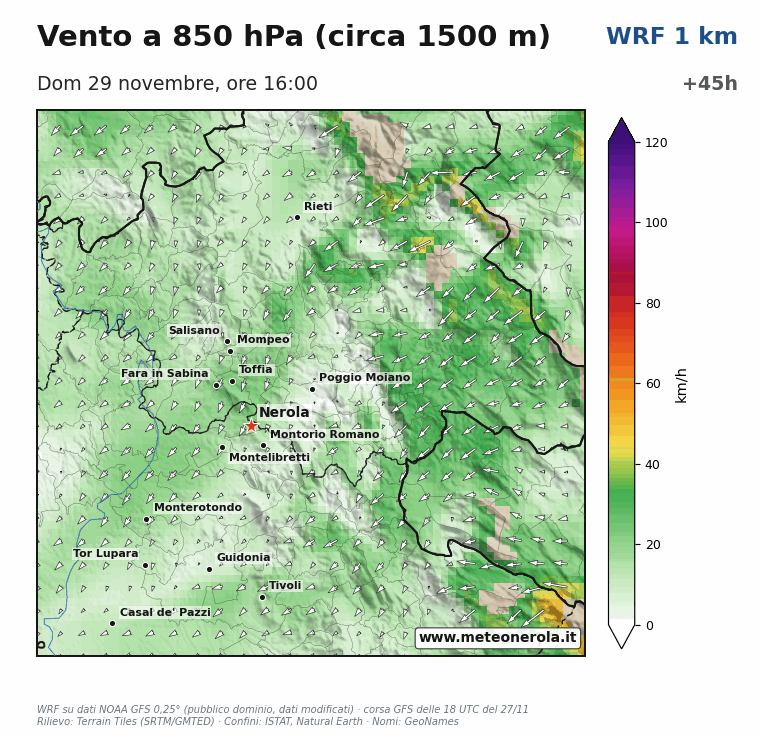 Vento a 850 hPa (circa 1500 m)
WRF 1 km
Dom 29 novembre, ore 16:00
+45h
Rieti
Salisano
Mompeo
Fara in Sabina
Toffia
Poggio Moiano
Nerola
Montorio Romano
Montelibretti
Monterotondo
Tor Lupara
Guidonia
Tivoli
Casal de' Pazzi
www.meteonerola.it
120
100
80
60
40
20
0
km/h
WRF su dati NOAA GFS 0,25° (pubblico dominio, dati modificati) · corsa GFS delle 18 UTC del 27/11
Rilievo: Terrain Tiles (SRTM/GMTED) · Confini: ISTAT, Natural Earth · Nomi: GeoNames